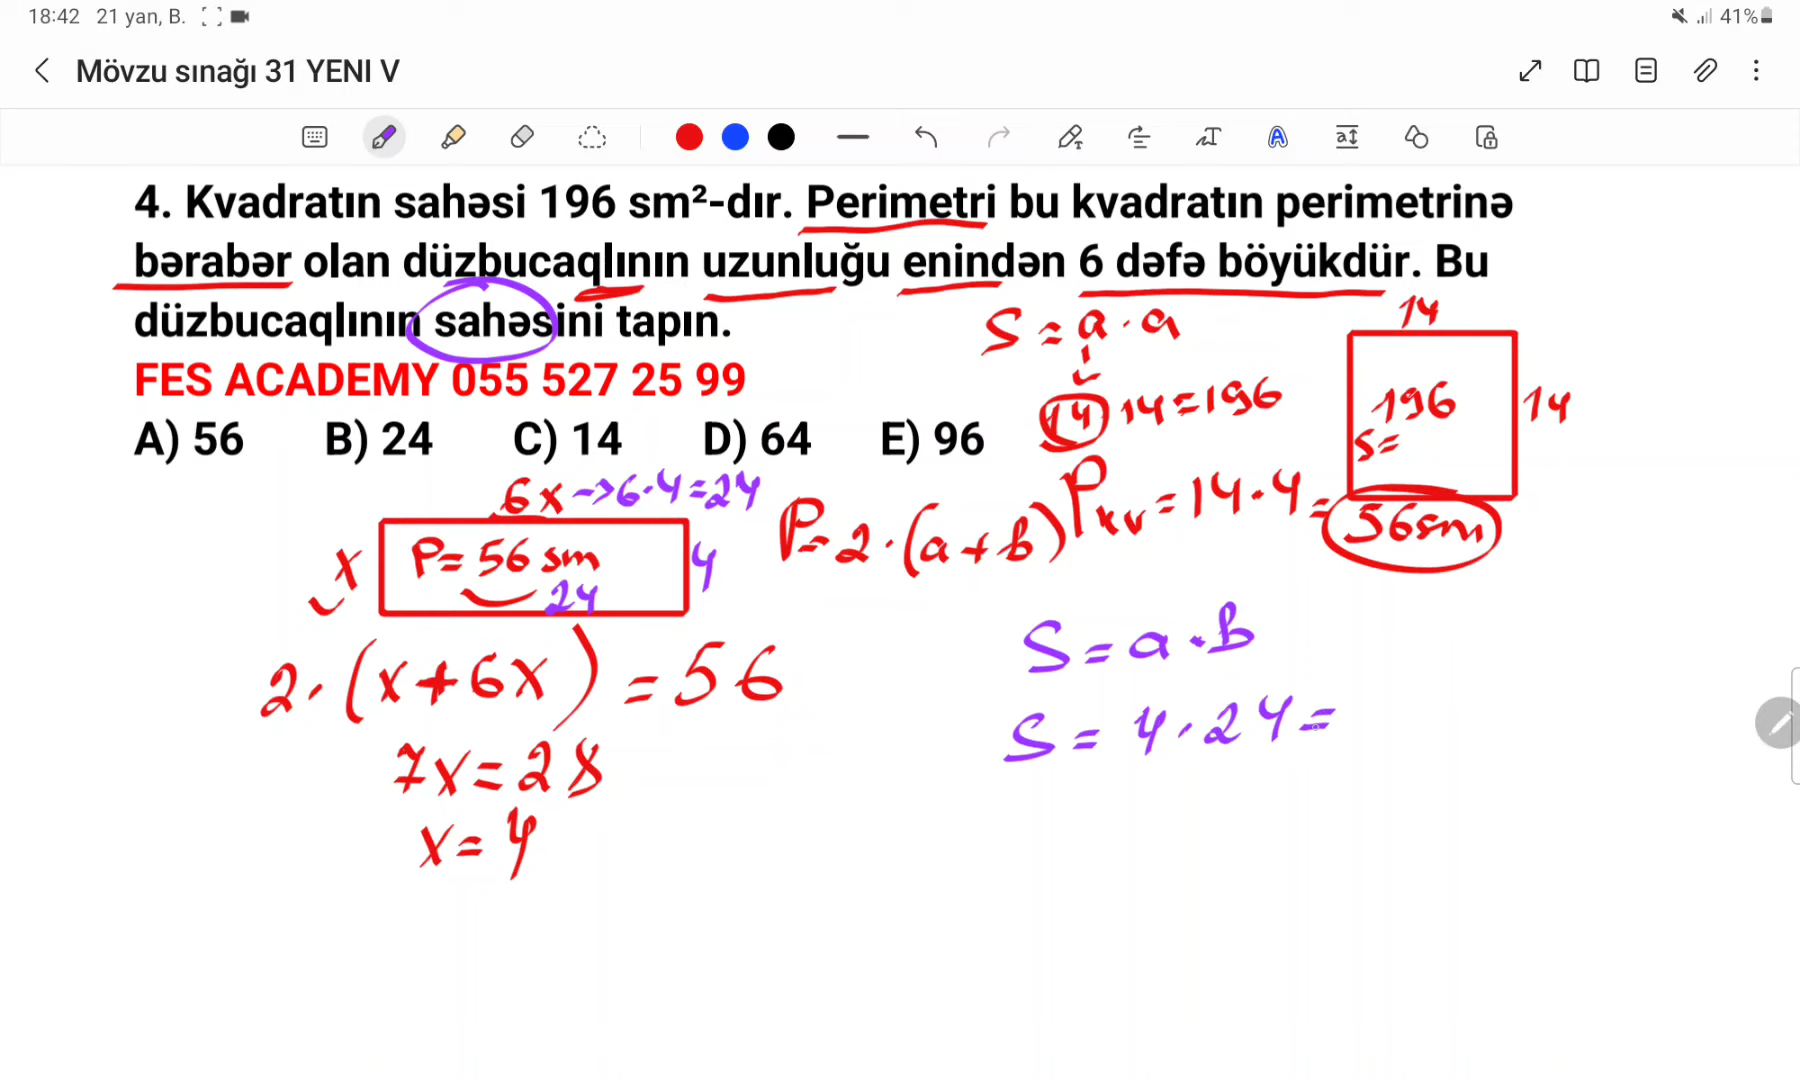 18:42 21 yan, B. 41%
Mövzu sınağı 31 YENI V
4. Kvadratın sahəsi 196 sm²-dır. Perimetri bu kvadratın perimetrinə
bərabər olan düzbucaqlının uzunluğu enindən 6 dəfə böyükdür. Bu
düzbucaqlının sahəsini tapın.
FES ACADEMY 055 527 25 99
A) 56 B) 24 C) 14 D) 64 E) 96
S = a · a
14
14 14 = 196
196
S =
14
6x → 6 · 4 = 24
x
P = 56 sm
24
4
P = 2 · (a + b)
Pkv = 14 · 4 = 56sm
2 · (x + 6x) = 56
7x = 28
x = 4
S = a · b
S = 4 · 24 =